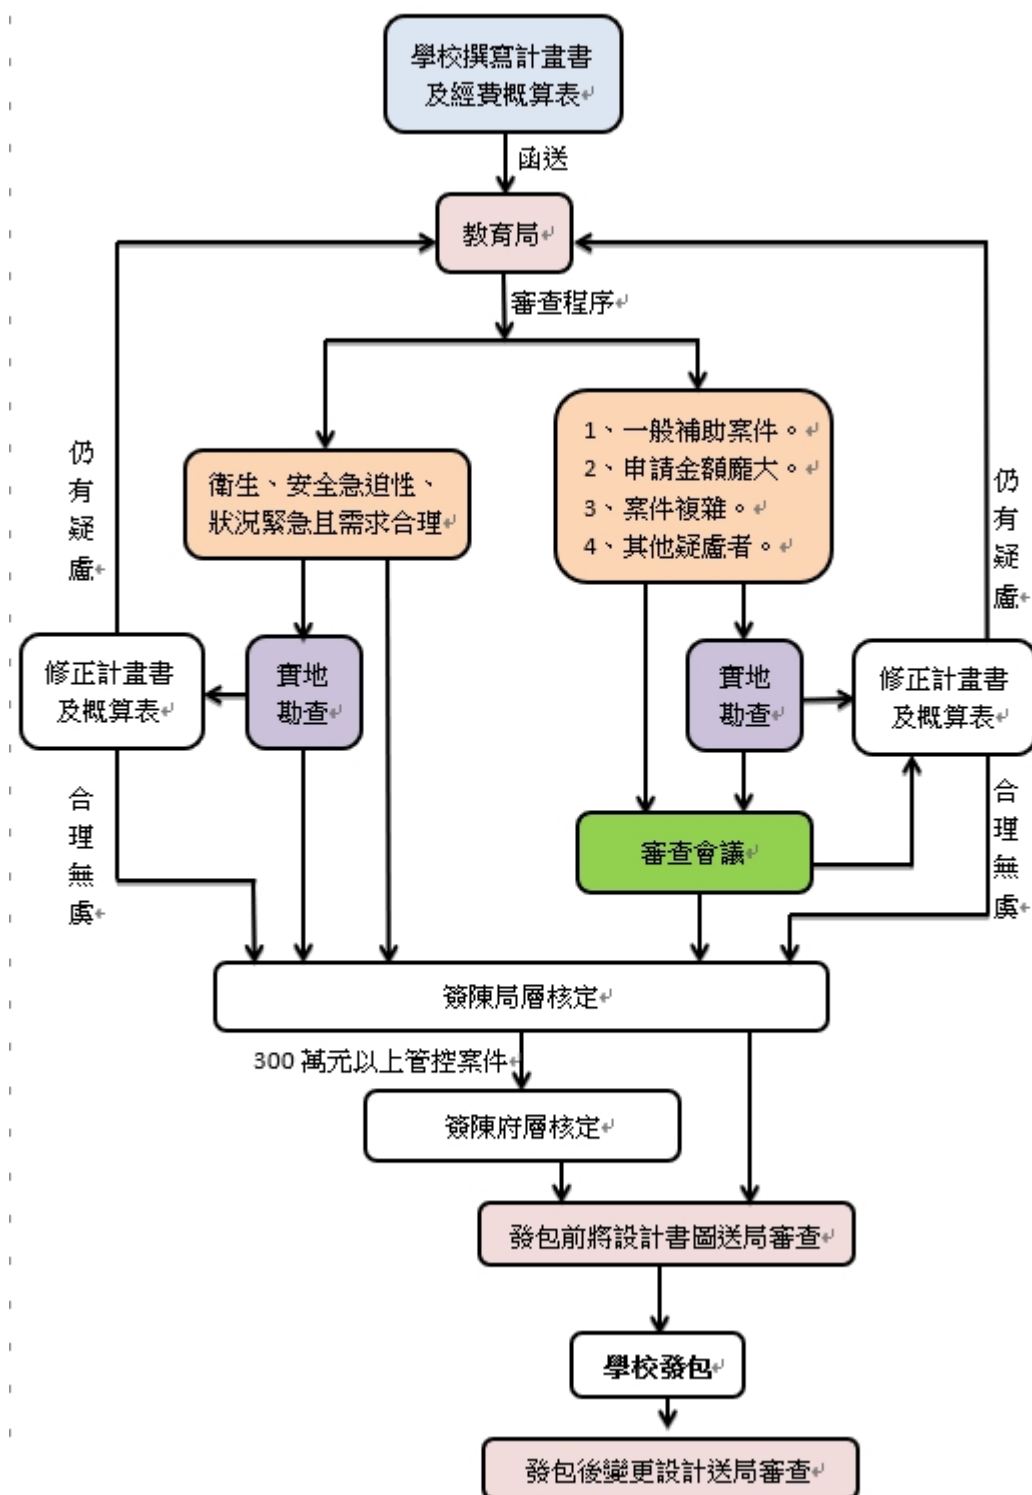 學校撰寫計畫書
及經費概算表
函送
教育局
審查程序
衛生、安全急迫性、
狀況緊急且需求合理
1、一般補助案件。
2、申請金額龐大。
3、案件複雜。
4、其他疑慮者。
仍有疑慮
仍有疑慮
修正計畫書
及概算表
實地
勘查
實地
勘查
修正計畫書
及概算表
合理無虞
合理無虞
審查會議
簽陳局層核定
300 萬元以上管控案件
簽陳府層核定
發包前將設計書圖送局審查
學校發包
發包後變更設計送局審查